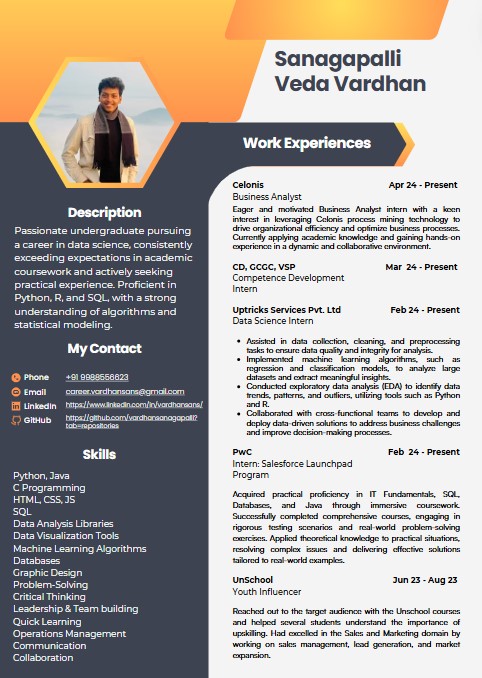 Sanagapalli
Veda Vardhan
Description
Passionate undergraduate pursuing
a career in data science, consistently
exceeding expectations in academic
coursework and actively seeking
practical experience. Proficient in
Python, R, and SQL, with a strong
understanding of algorithms and
statistical modeling.
My Contact
Phone +91 9988556623
Email career.vardhansans@gmail.com
Linkedin https://www.linkedin.com/in/vardhansans/
GitHub https://github.com/vardhansanagapalli?
tab=repositories
Skills
Python, Java
C Programming
HTML, CSS, JS
SQL
Data Analysis Libraries
Data Visualization Tools
Machine Learning Algorithms
Databases
Graphic Design
Problem-Solving
Critical Thinking
Leadership & Team building
Quick Learning
Operations Management
Communication
Collaboration
Work Experiences
Celonis Apr 24 - Present
Business Analyst
Eager and motivated Business Analyst intern with a keen
interest in leveraging Celonis process mining technology to
drive organizational efficiency and optimize business processes.
Currently applying academic knowledge and gaining hands-on
experience in a dynamic and collaborative environment.
CD, GCGC, VSP Mar 24 - Present
Competence Development
Intern
Uptricks Services Pvt. Ltd Feb 24 - Present
Data Science Intern
• Assisted in data collection, cleaning, and preprocessing
tasks to ensure data quality and integrity for analysis.
• Implemented machine learning algorithms, such as
regression and classification models, to analyze large
datasets and extract meaningful insights.
• Conducted exploratory data analysis (EDA) to identify data
trends, patterns, and outliers, utilizing tools such as Python
and R.
• Collaborated with cross-functional teams to develop and
deploy data-driven solutions to address business challenges
and improve decision-making processes.
PwC Feb 24 - Present
Intern: Salesforce Launchpad
Program
Acquired practical proficiency in IT Fundamentals, SQL,
Databases, and Java through immersive coursework.
Successfully completed comprehensive courses, engaging in
rigorous testing scenarios and real-world problem-solving
exercises. Applied theoretical knowledge to practical situations,
resolving complex issues and delivering effective solutions
tailored to real-world examples.
UnSchool Jun 23 - Aug 23
Youth Influencer
Reached out to the target audience with the Unschool courses
and helped several students understand the importance of
upskilling. Had excelled in the Sales and Marketing domain by
working on sales management, lead generation, and market
expansion.